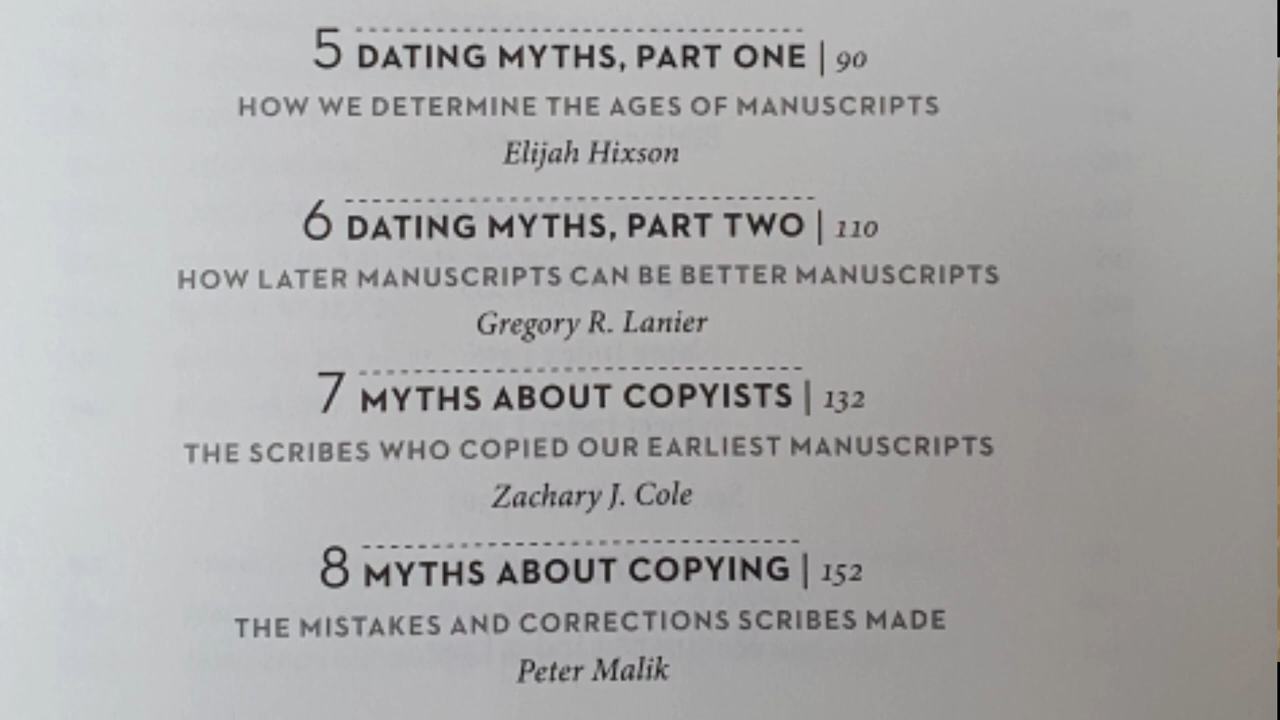 5 DATING MYTHS, PART ONE | 90
HOW WE DETERMINE THE AGES OF MANUSCRIPTS
Elijah Hixson
6 DATING MYTHS, PART TWO | 110
HOW LATER MANUSCRIPTS CAN BE BETTER MANUSCRIPTS
Gregory R. Lanier
7 MYTHS ABOUT COPYISTS | 132
THE SCRIBES WHO COPIED OUR EARLIEST MANUSCRIPTS
Zachary J. Cole
8 MYTHS ABOUT COPYING | 152
THE MISTAKES AND CORRECTIONS SCRIBES MADE
Peter Malik